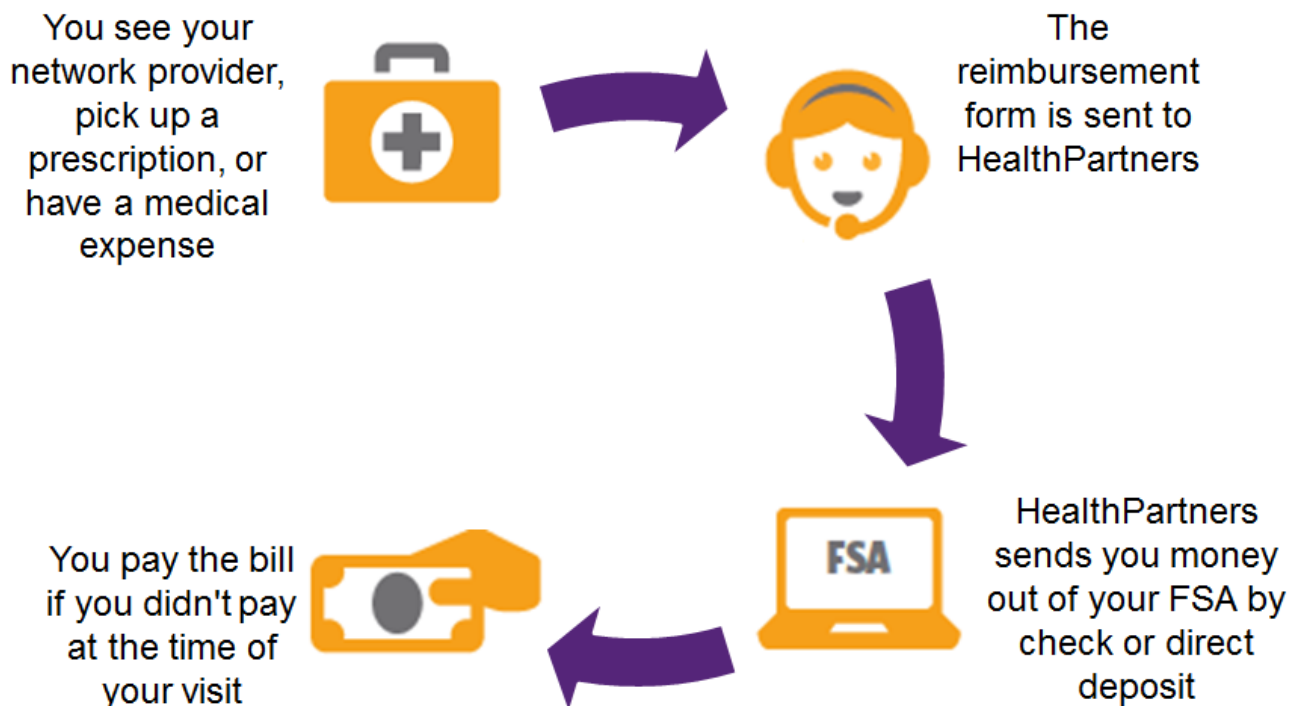 You see your
network provider,
pick up a
prescription, or
have a medical
expense
The
reimbursement
form is sent to
HealthPartners
FSA
HealthPartners
sends you money
out of your FSA by
check or direct
deposit
You pay the bill
if you didn't pay
at the time of
your visit